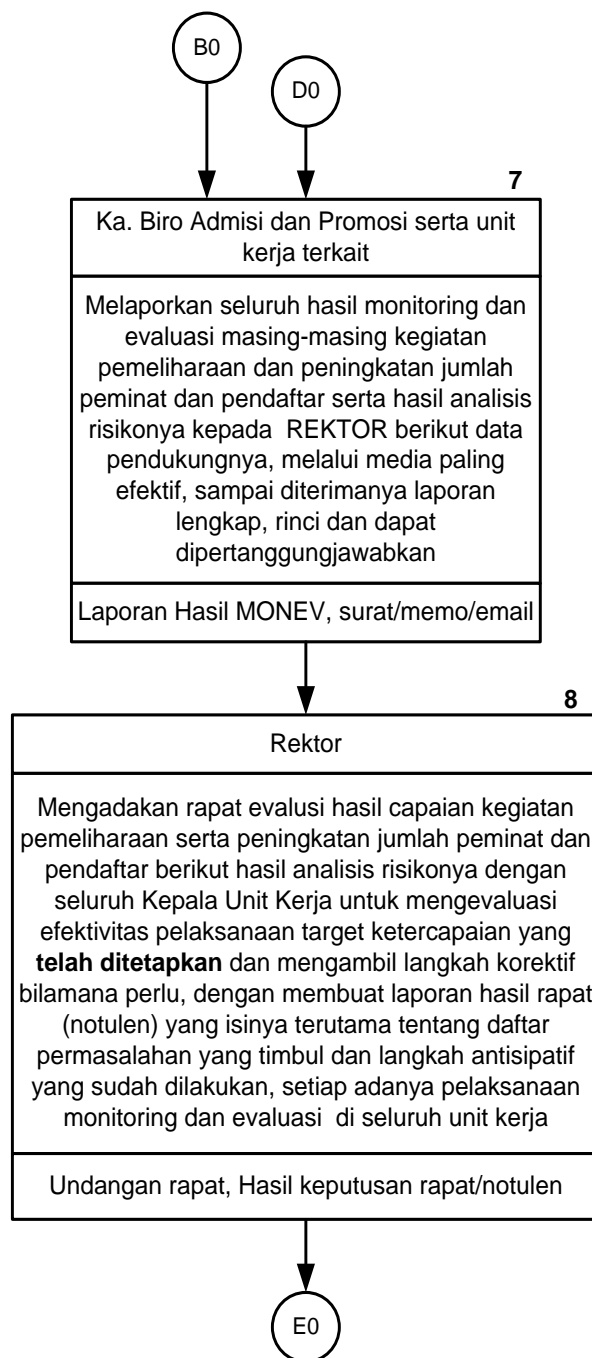 B0
D0
7
Ka. Biro Admisi dan Promosi serta unit
kerja terkait
Melaporkan seluruh hasil monitoring dan
evaluasi masing-masing kegiatan
pemeliharaan dan peningkatan jumlah
peminat dan pendaftar serta hasil analisis
risikonya kepada REKTOR berikut data
pendukungnya, melalui media paling
efektif, sampai diterimanya laporan
lengkap, rinci dan dapat
dipertanggungjawabkan
Laporan Hasil MONEV, surat/memo/email
8
Rektor
Mengadakan rapat evalusi hasil capaian kegiatan
pemeliharaan serta peningkatan jumlah peminat dan
pendaftar berikut hasil analisis risikonya dengan
seluruh Kepala Unit Kerja untuk mengevaluasi
efektivitas pelaksanaan target ketercapaian yang
telah ditetapkan dan mengambil langkah korektif
bilamana perlu, dengan membuat laporan hasil rapat
(notulen) yang isinya terutama tentang daftar
permasalahan yang timbul dan langkah antisipatif
yang sudah dilakukan, setiap adanya pelaksanaan
monitoring dan evaluasi di seluruh unit kerja
Undangan rapat, Hasil keputusan rapat/notulen
E0